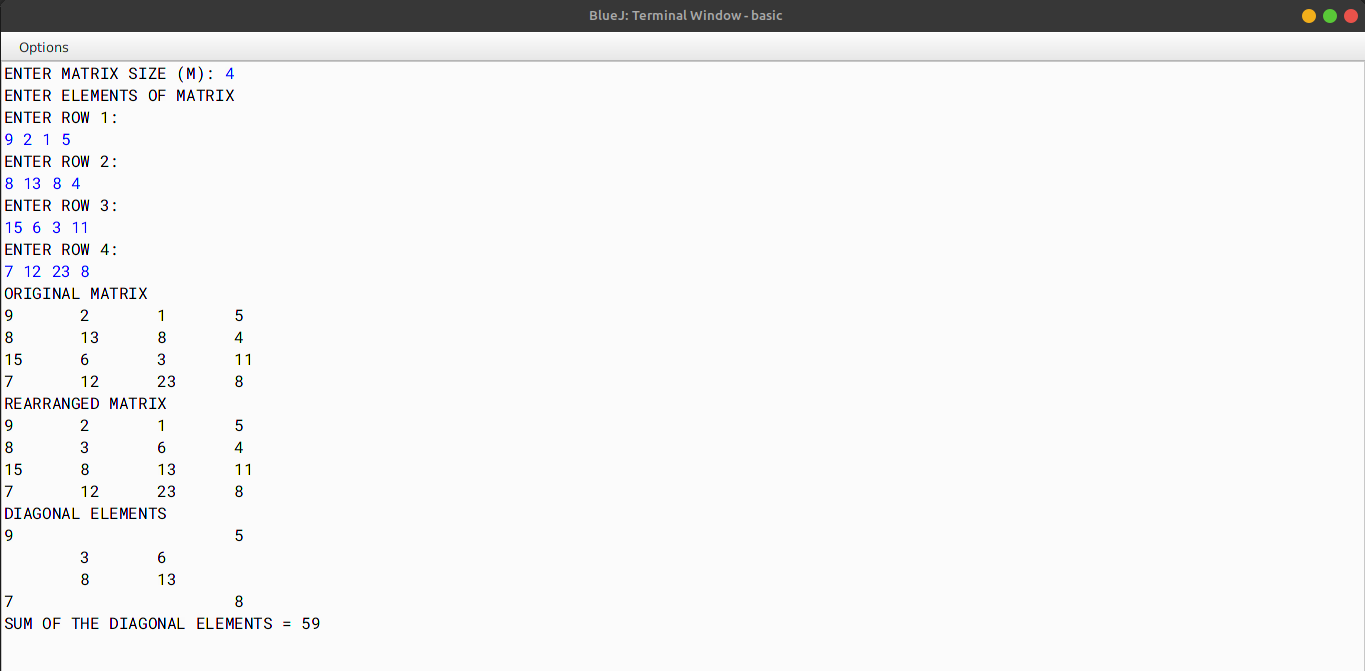 BlueJ: Terminal Window - basic
Options
ENTER MATRIX SIZE (M): 4
ENTER ELEMENTS OF MATRIX
ENTER ROW 1:
9 2 1 5
ENTER ROW 2:
8 13 8 4
ENTER ROW 3:
15 6 3 11
ENTER ROW 4:
7 12 23 8
ORIGINAL MATRIX
9 2 1 5
8 13 8 4
15 6 3 11
7 12 23 8
REARRANGED MATRIX
9 2 1 5
8 3 6 4
15 8 13 11
7 12 23 8
DIAGONAL ELEMENTS
9 5
3 6
8 13
7 8
SUM OF THE DIAGONAL ELEMENTS = 59